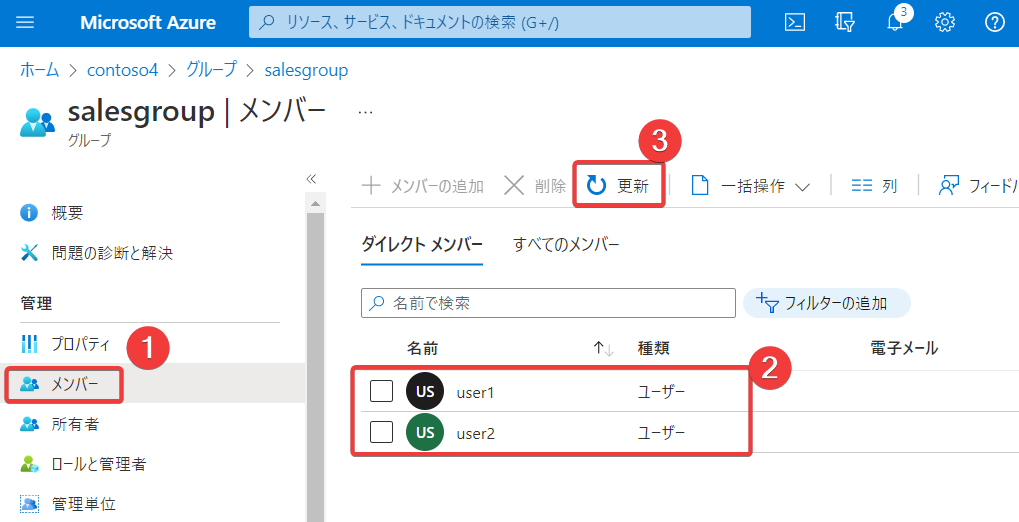 Microsoft Azure
リソース、サービス、ドキュメントの検索 (G+/)
3
ホーム > contoso4 > グループ > salesgroup
salesgroup | メンバー ...
グループ
3
«
メンバーの追加 削除 更新 一括操作 列 フィードバ
概要
問題の診断と解決
管理
プロパティ
1
メンバー
所有者
ロールと管理者
管理単位
ダイレクト メンバー すべてのメンバー
名前で検索 フィルターの追加
名前 ↑↓ 種類 電子メール
2
US user1 ユーザー
US user2 ユーザー